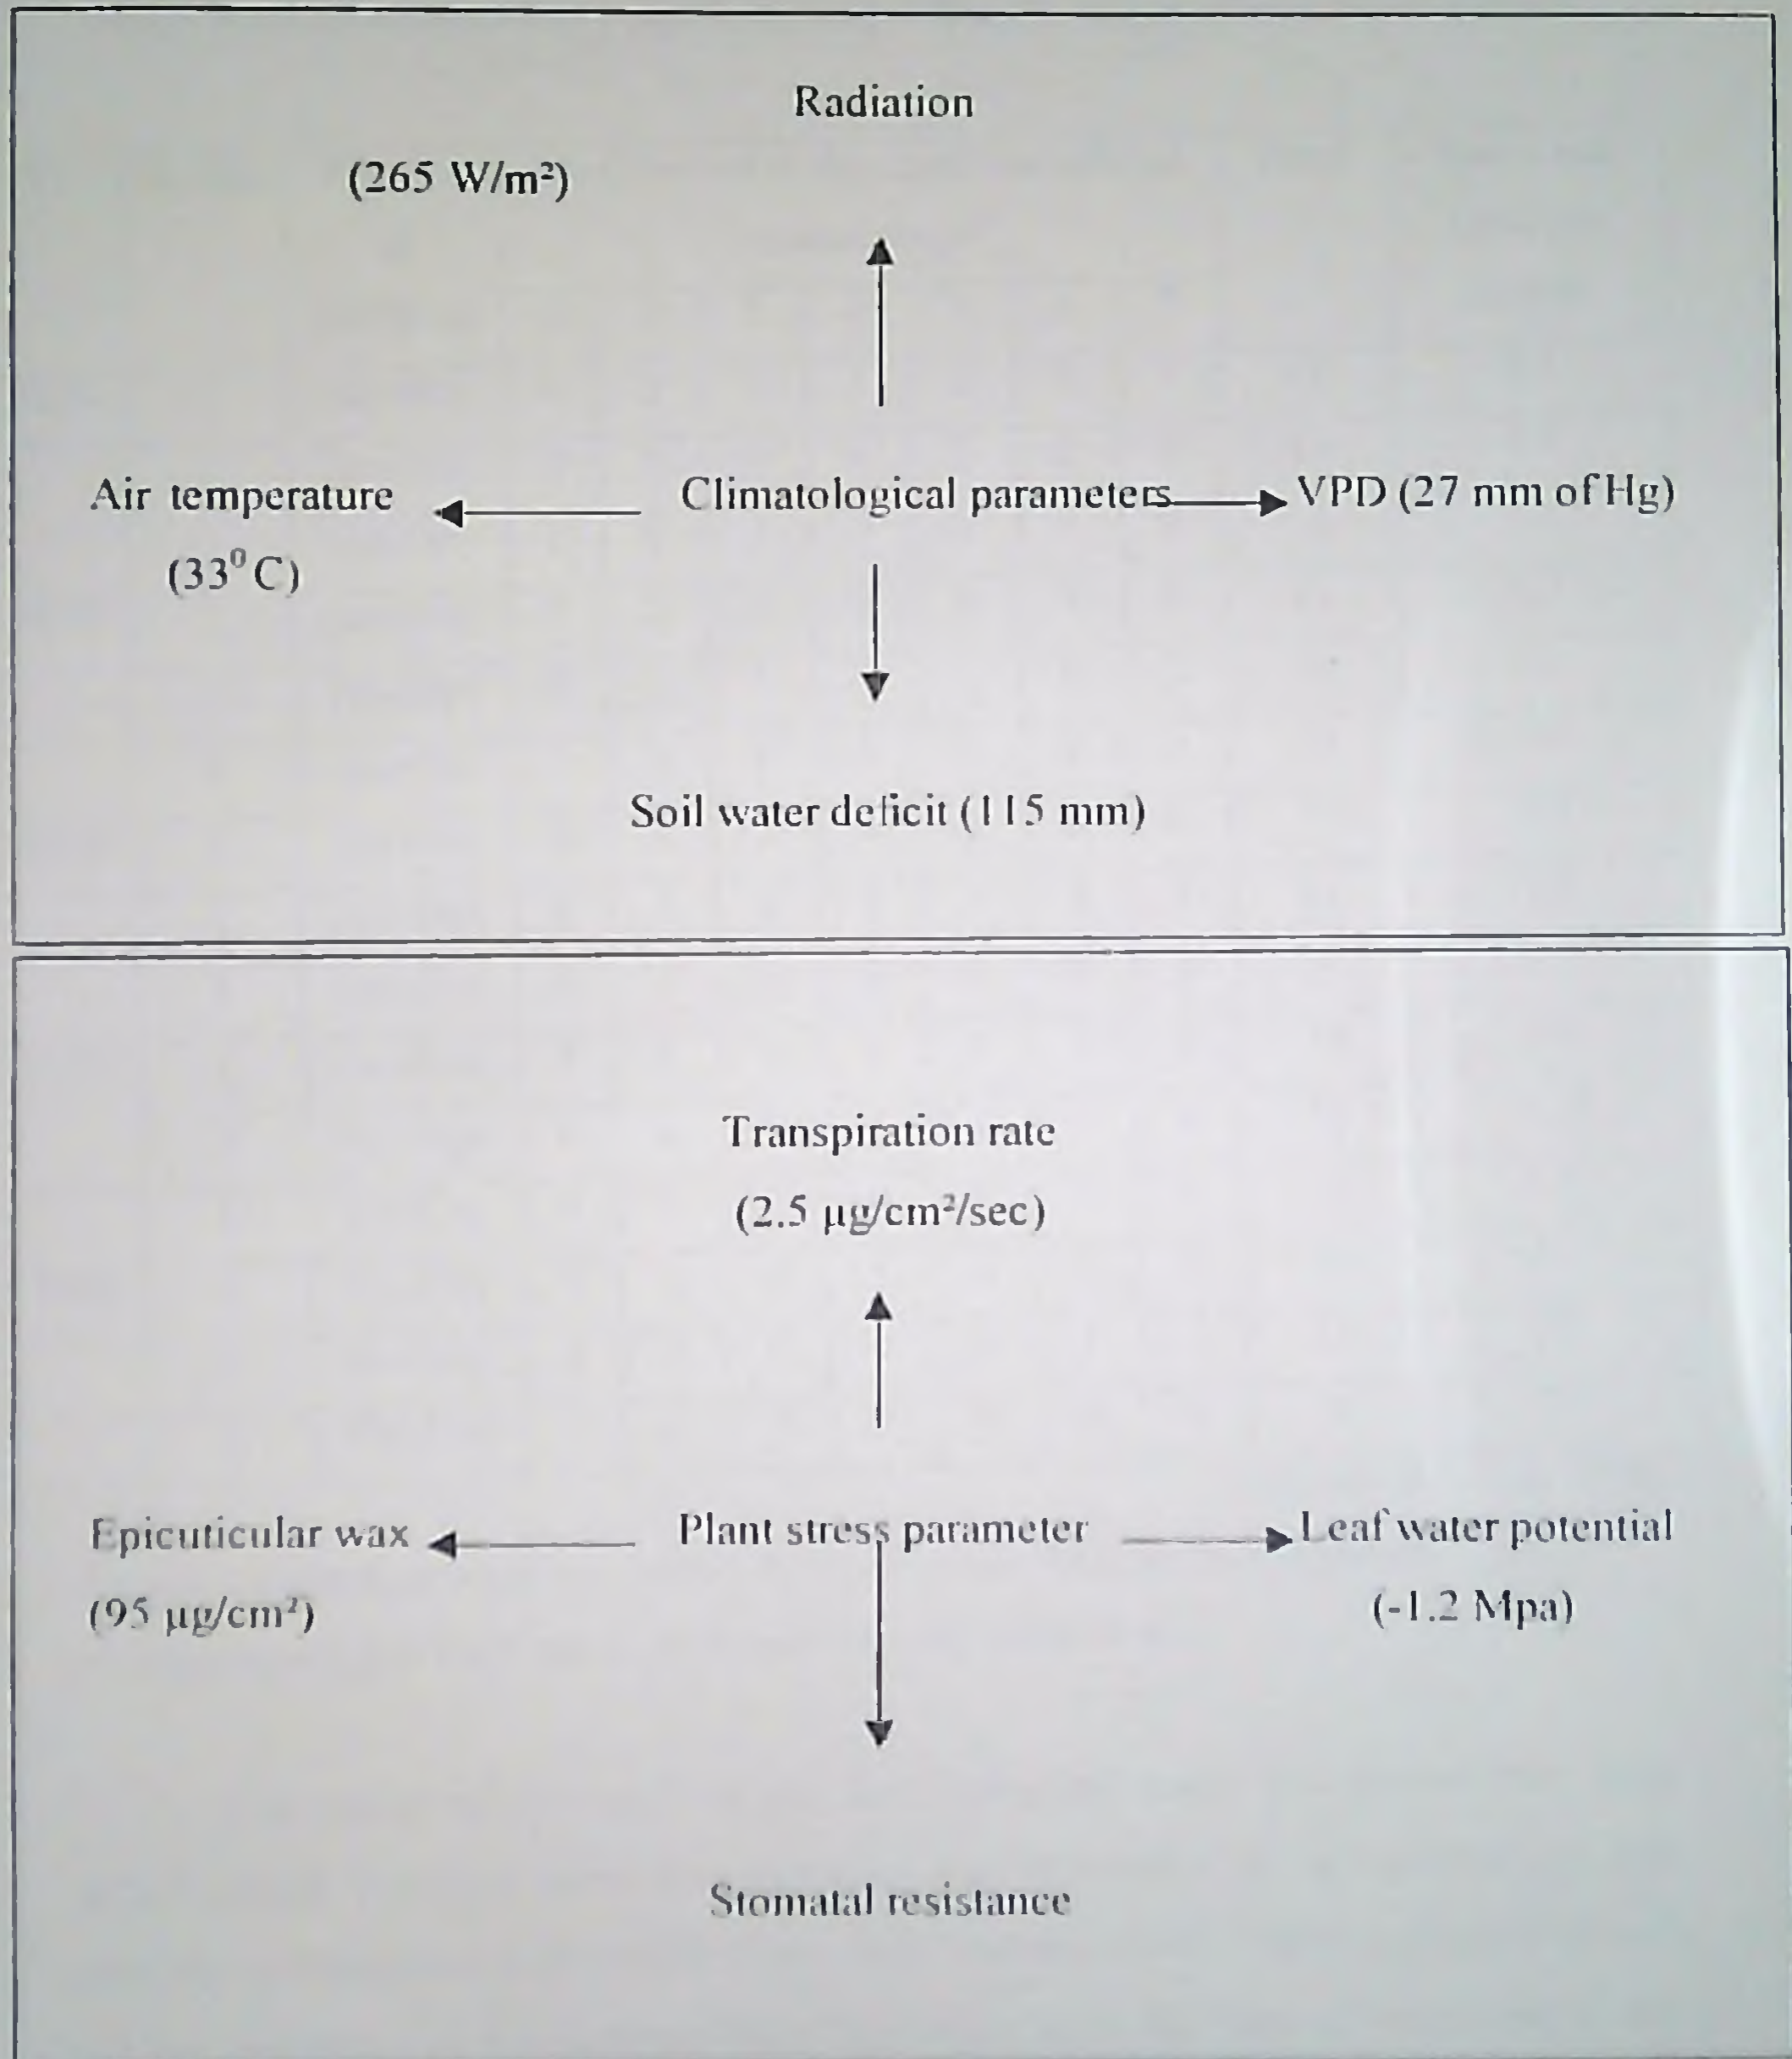 Radiation
(265 W/m²)
Air temperature
Climatological parameters
VPD (27 mm of Hg)
(33⁰ C)
Soil water deficit (115 mm)
Transpiration rate
(2.5 µg/cm²/sec)
Epicuticular wax
Plant stress parameter
Leaf water potential
(95 µg/cm²)
(-1.2 Mpa)
Stomatal resistance